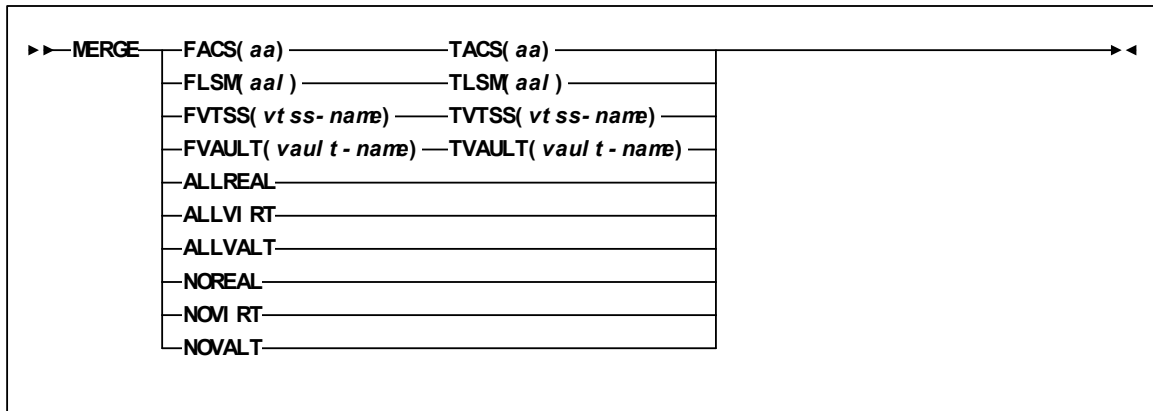 MERGE FACS(aa) TACS(aa)
FLSM(aal) TLSM(aal)
FVTSS(vtss-name) TVTSS(vtss-name)
FVAULT(vault-name) TVAULT(vault-name)
ALLREAL
ALLVIRT
ALLVALT
NOREAL
NOVIRT
NOVALT